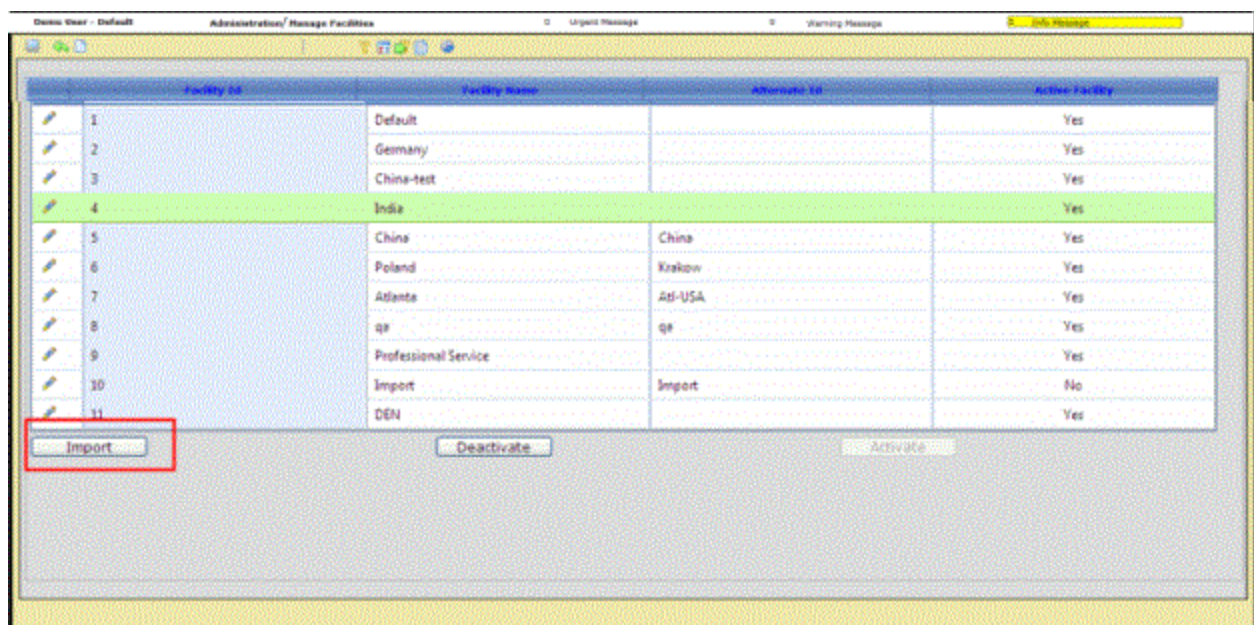 Demo User - Default Administration/ Manage Facilities 0 Urgent Message 0 Warning Message Info Message
Facility Id Facility Name Alternate Id Active Facility
1 Default Yes
2 Germany Yes
3 China-test Yes
4 India Yes
5 China China Yes
6 Poland Krakow Yes
7 Atlanta Atl-USA Yes
8 qa qa Yes
9 Professional Service Yes
10 Import Import No
11 DEN Yes
Import Deactivate Activate